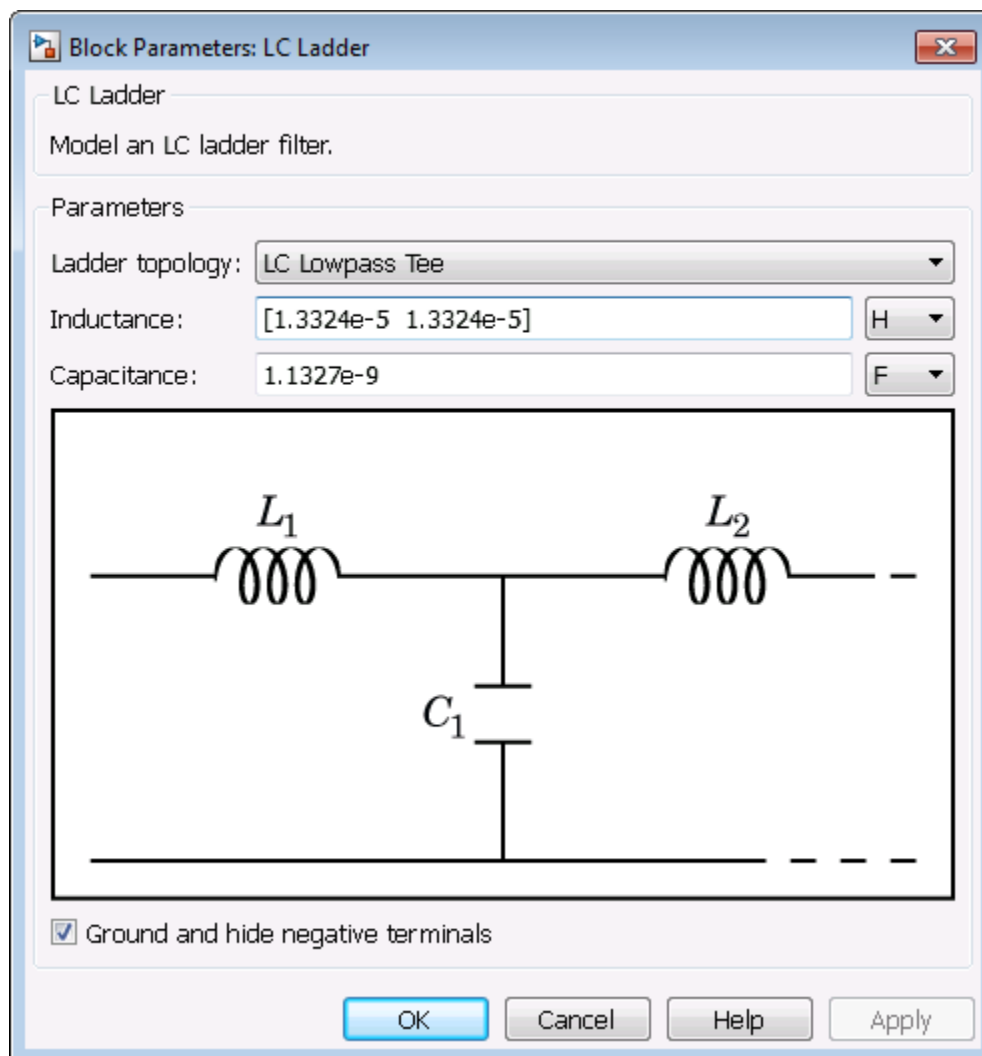 Block Parameters: LC Ladder
LC Ladder
Model an LC ladder filter.
Parameters
Ladder topology: LC Lowpass Tee
Inductance: [1.3324e-5 1.3324e-5] H
Capacitance: 1.1327e-9 F
L1 L2
C1
Ground and hide negative terminals
OK Cancel Help Apply